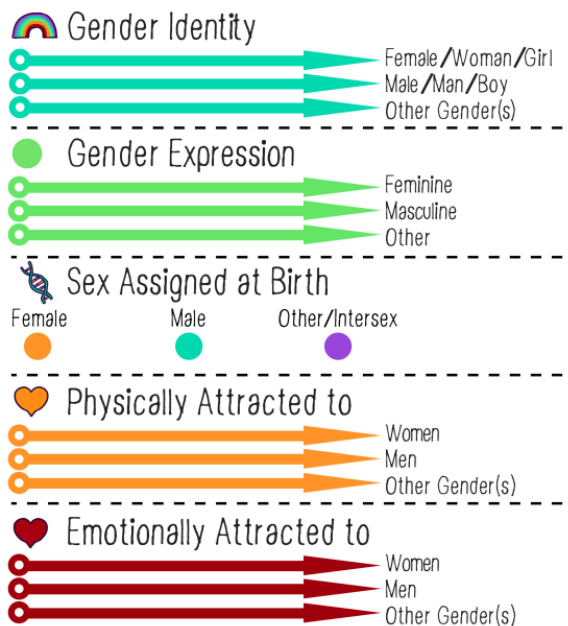 Gender Identity
Female/Woman/Girl
Male/Man/Boy
Other Gender(s)
Gender Expression
Feminine
Masculine
Other
Sex Assigned at Birth
Female Male Other/Intersex
Physically Attracted to
Women
Men
Other Gender(s)
Emotionally Attracted to
Women
Men
Other Gender(s)